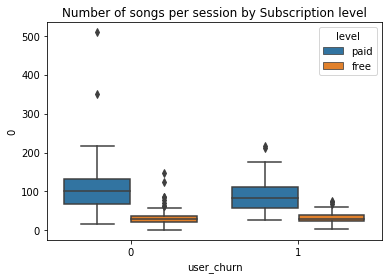 Number of songs per session by Subscription level
level
paid
free
500
400
300
200
100
0
0
0
1
user_churn